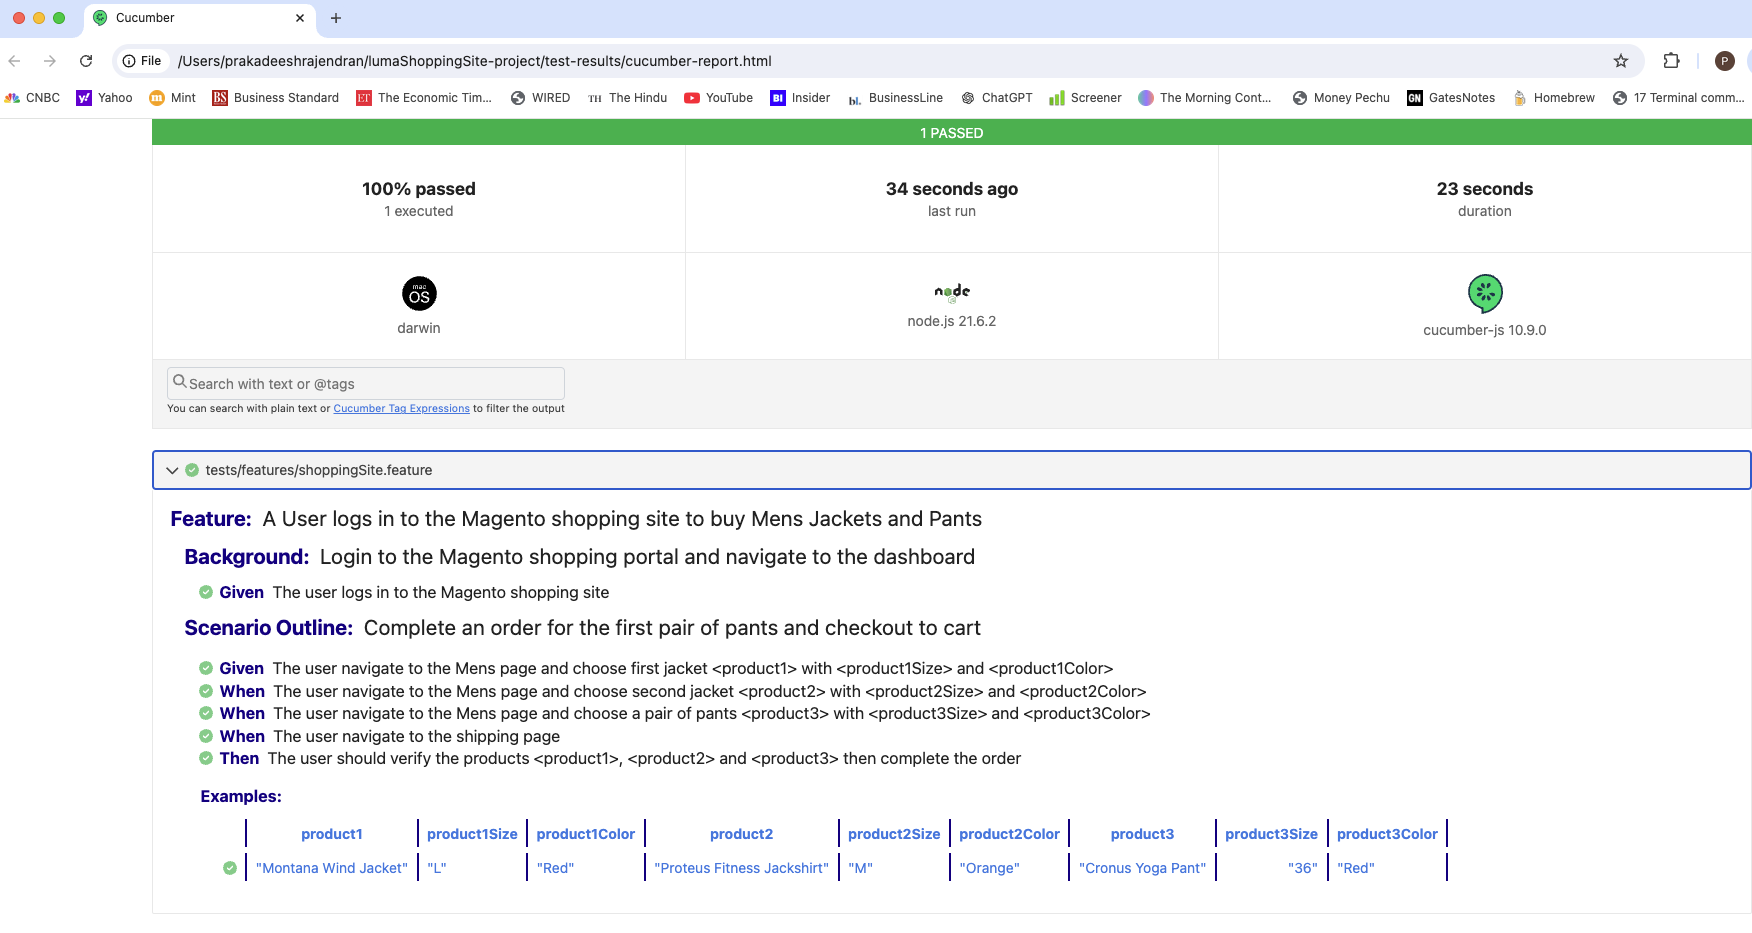 Cucumber
File
/Users/prakadeeshrajendran/lumaShoppingSite-project/test-results/cucumber-report.html
P
CNBC
y! Yahoo
m Mint
BS Business Standard
ET The Economic Tim...
WIRED
TH The Hindu
YouTube
BI Insider
bl. BusinessLine
ChatGPT
Screener
The Morning Cont...
Money Pechu
GN GatesNotes
Homebrew
17 Terminal comm...
1 PASSED
100% passed
1 executed
34 seconds ago
last run
23 seconds
duration
mac OS
darwin
node
node.js 21.6.2
cucumber-js 10.9.0
Search with text or @tags
You can search with plain text or Cucumber Tag Expressions to filter the output
tests/features/shoppingSite.feature
Feature: A User logs in to the Magento shopping site to buy Mens Jackets and Pants
Background: Login to the Magento shopping portal and navigate to the dashboard
Given The user logs in to the Magento shopping site
Scenario Outline: Complete an order for the first pair of pants and checkout to cart
Given The user navigate to the Mens page and choose first jacket <product1> with <product1Size> and <product1Color>
When The user navigate to the Mens page and choose second jacket <product2> with <product2Size> and <product2Color>
When The user navigate to the Mens page and choose a pair of pants <product3> with <product3Size> and <product3Color>
When The user navigate to the shipping page
Then The user should verify the products <product1>, <product2> and <product3> then complete the order
Examples:
product1 product1Size product1Color product2 product2Size product2Color product3 product3Size product3Color
"Montana Wind Jacket" "L" "Red" "Proteus Fitness Jackshirt" "M" "Orange" "Cronus Yoga Pant" "36" "Red"